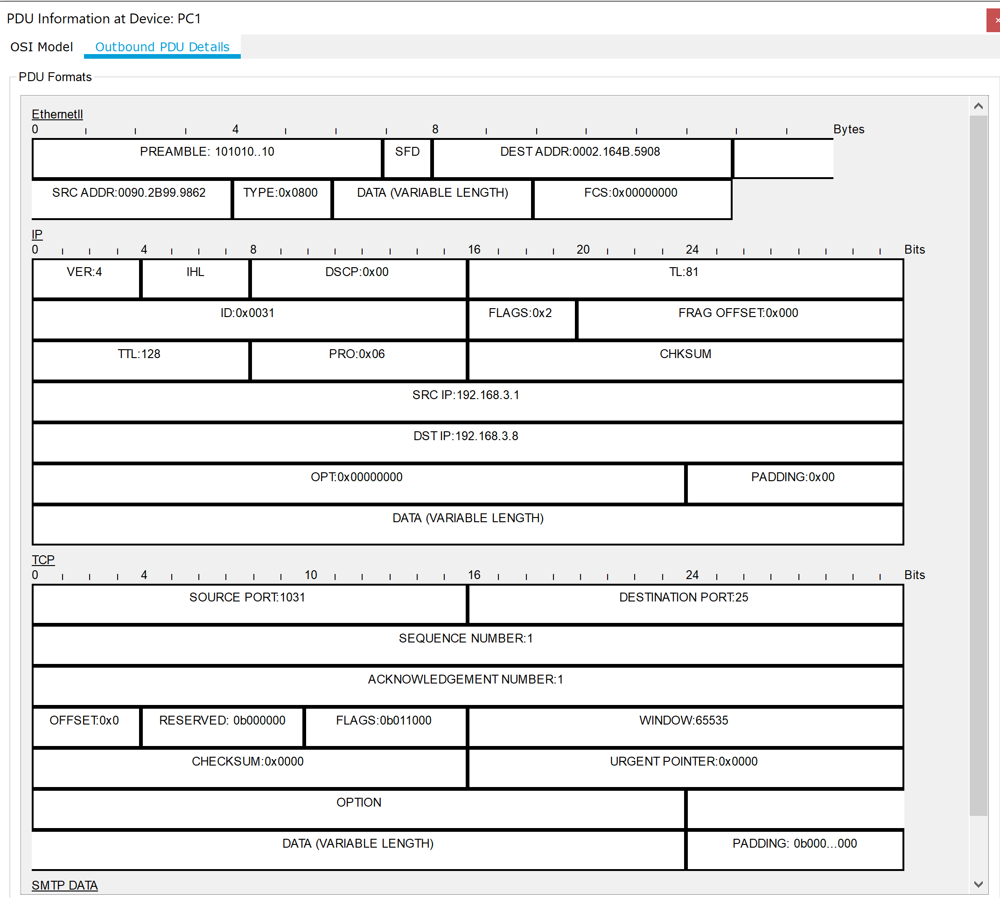 PDU Information at Device: PC1
×
OSI Model Outbound PDU Details
PDU Formats
EthernetII
0 4 8 Bytes
PREAMBLE: 101010..10 SFD DEST ADDR:0002.164B.5908
SRC ADDR:0090.2B99.9862 TYPE:0x0800 DATA (VARIABLE LENGTH) FCS:0x00000000
IP
0 4 8 16 20 24 Bits
VER:4 IHL DSCP:0x00 TL:81
ID:0x0031 FLAGS:0x2 FRAG OFFSET:0x000
TTL:128 PRO:0x06 CHKSUM
SRC IP:192.168.3.1
DST IP:192.168.3.8
OPT:0x00000000 PADDING:0x00
DATA (VARIABLE LENGTH)
TCP
0 4 10 16 24 Bits
SOURCE PORT:1031 DESTINATION PORT:25
SEQUENCE NUMBER:1
ACKNOWLEDGEMENT NUMBER:1
OFFSET:0x0 RESERVED: 0b000000 FLAGS:0b011000 WINDOW:65535
CHECKSUM:0x0000 URGENT POINTER:0x0000
OPTION
DATA (VARIABLE LENGTH) PADDING: 0b000...000
SMTP DATA